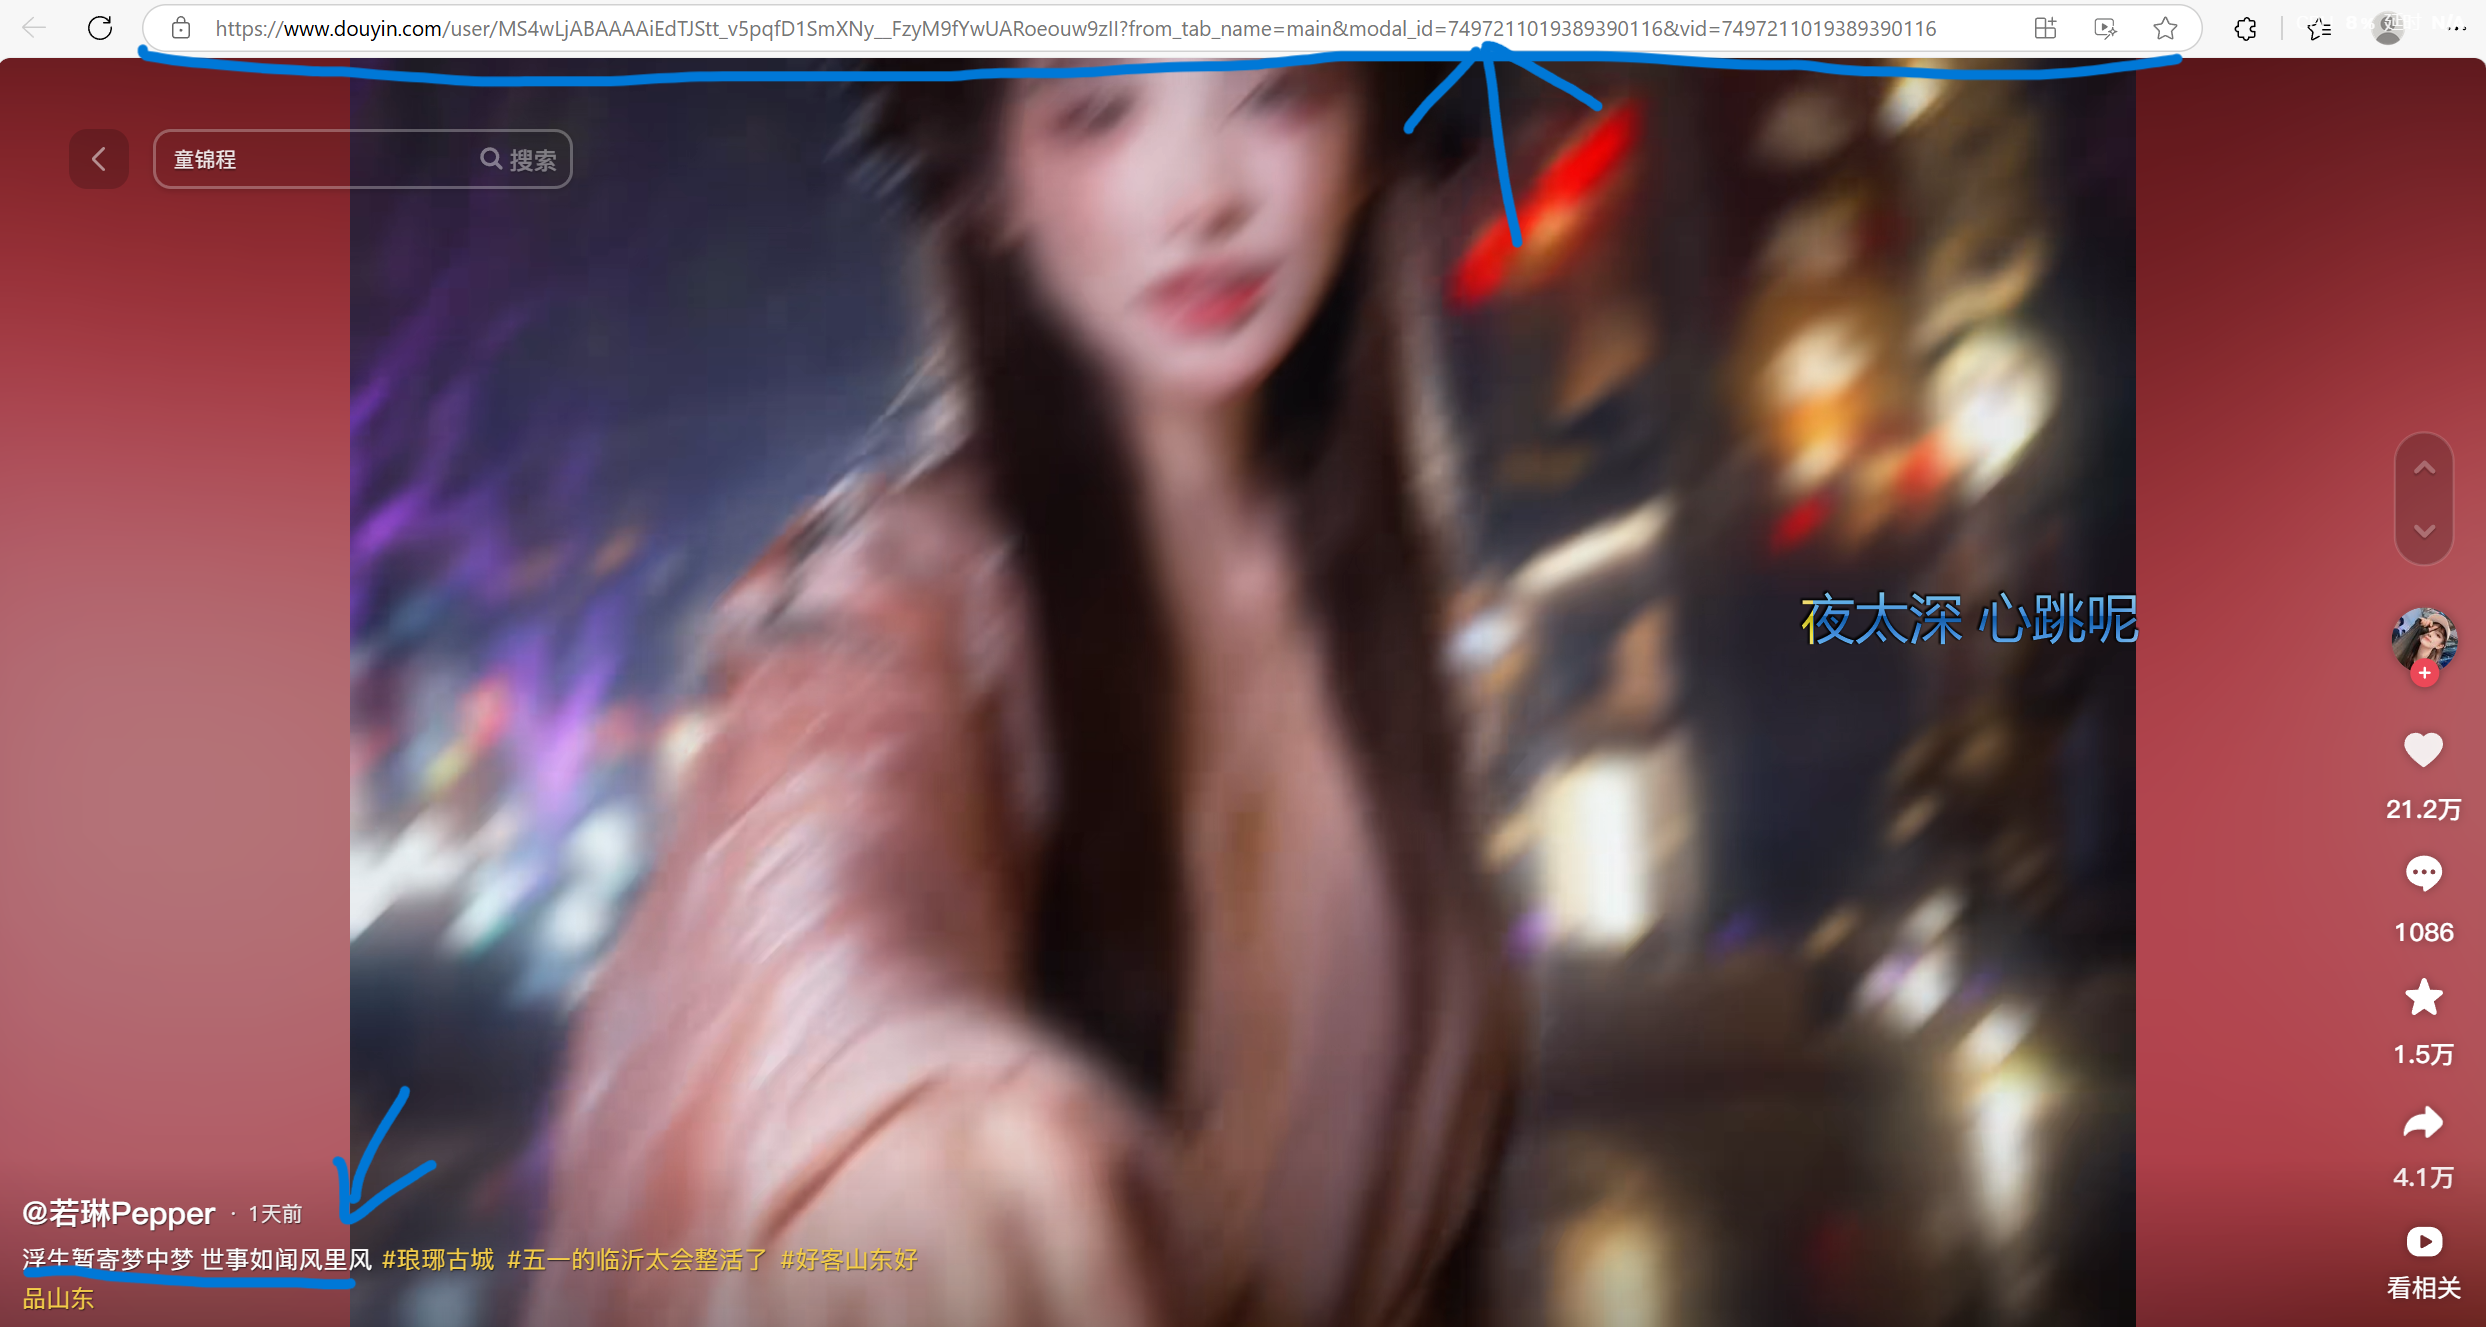 https://www.douyin.com/user/MS4wLjABAAAAiEdTJStt_v5pqfD1SmXNy__FzyM9fYwUARoeouw9zII?from_tab_name=main&modal_id=7497211019389390116&vid=7497211019389390116
童锦程
搜索
夜太深 心跳呢
21.2万
1086
1.5万
4.1万
看相关
@若琳Pepper · 1天前
浮生暂寄梦中梦 世事如闻风里风 #琅琊古城 #五一的临沂太会整活了 #好客山东好
品山东